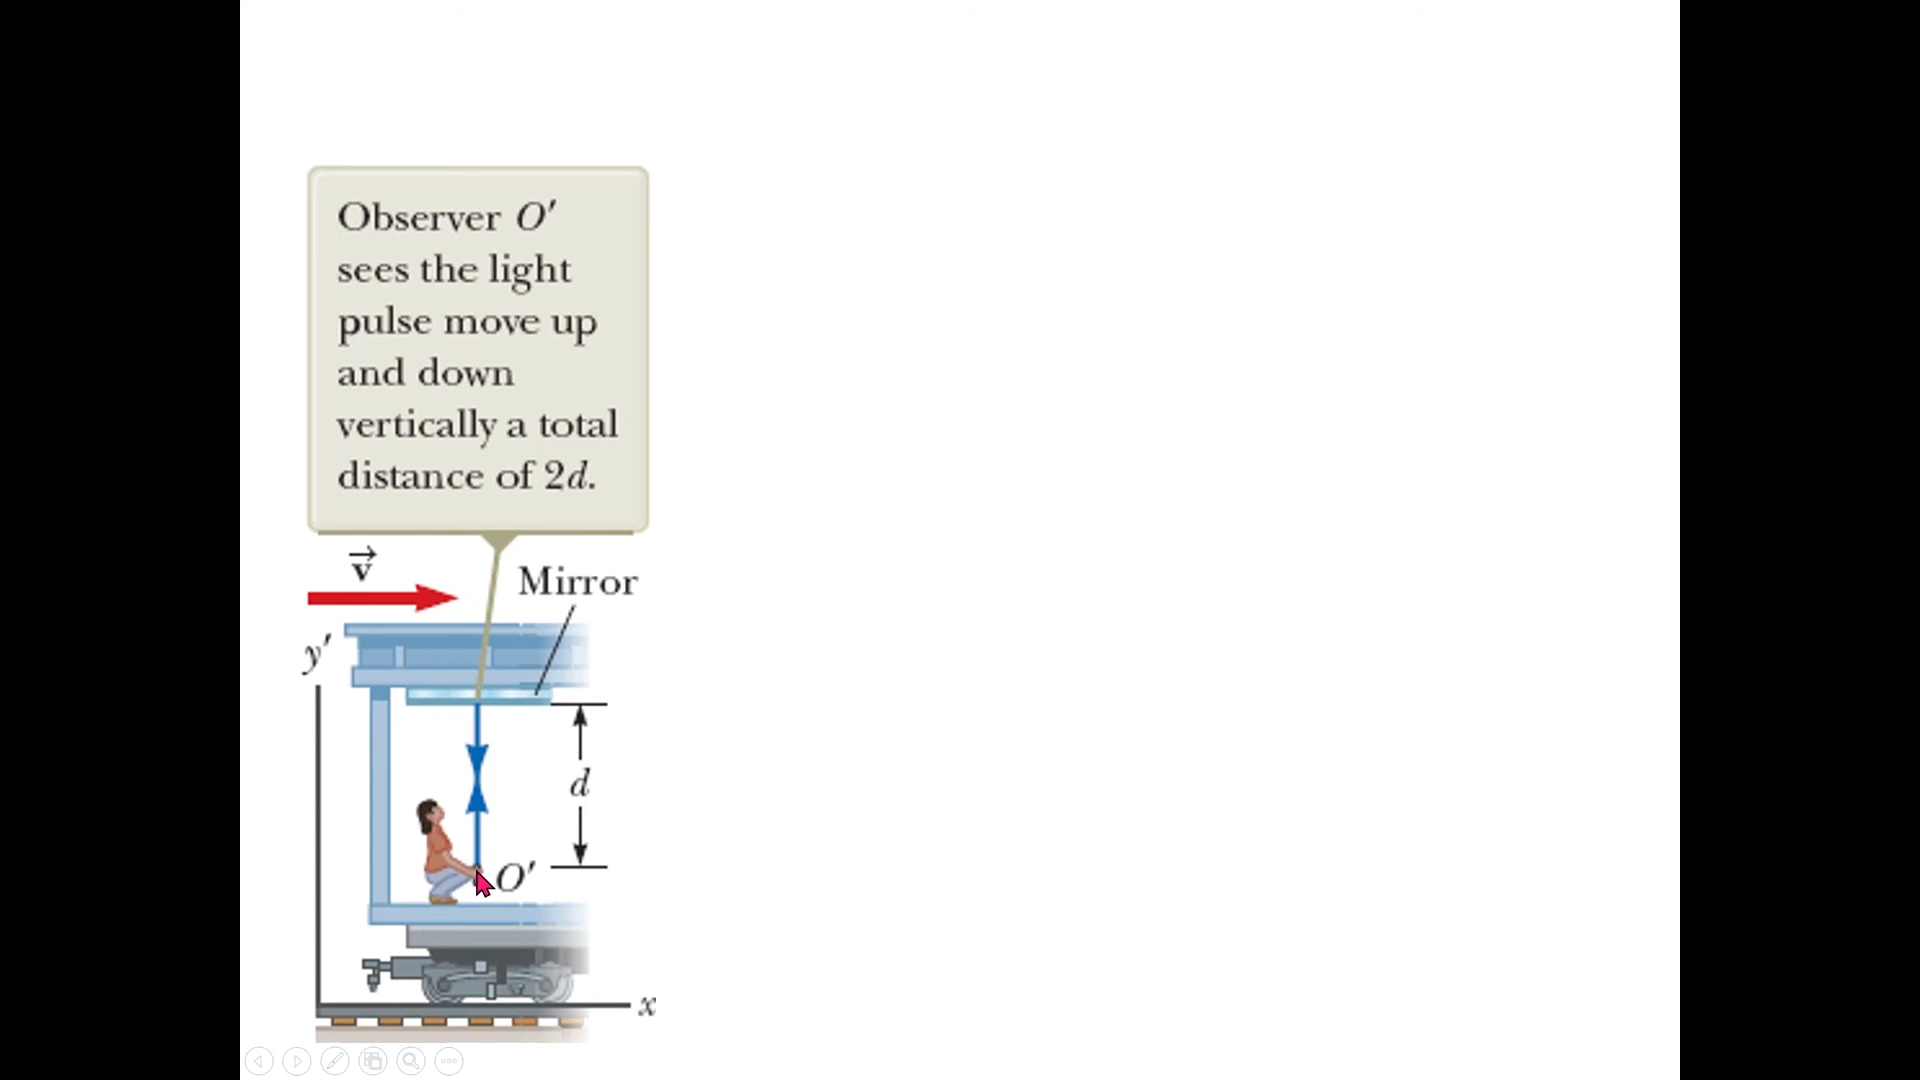 Observer O′
sees the light
pulse move up
and down
vertically a total
distance of 2d.
v⃗
Mirror
y′
d
O′
x